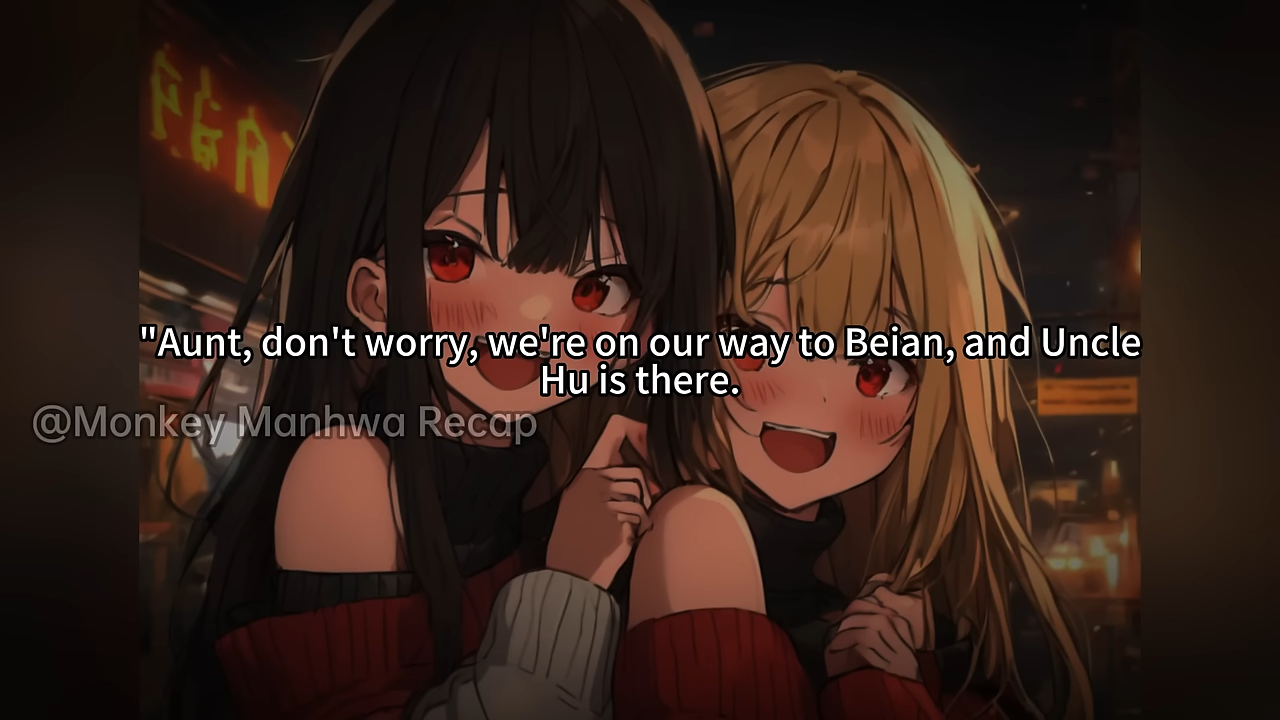 "Aunt, don't worry, we're on our way to Beian, and Uncle
Hu is there.
@Monkey Manhwa Recap